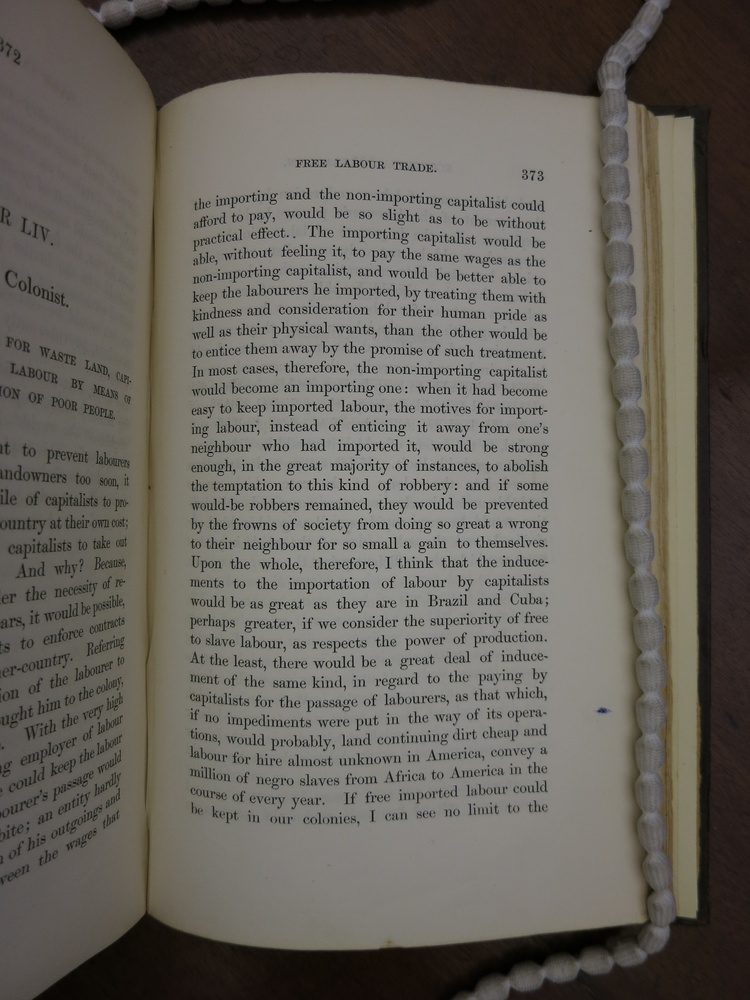 372
R LIV.
Colonist.
FOR WASTE LAND, CAPI-
LABOUR BY MEANS OF
ION OF POOR PEOPLE.
nt to prevent labourers
andowners too soon, it
ile of capitalists to pro-
ountry at their own cost;
capitalists to take out
And why? Because,
er the necessity of re-
ars, it would be possible,
ts to enforce contracts
er-country. Referring
ion of the labourer to
ought him to the colony,
. With the very high
g employer of labour
could keep the labour
bourer's passage would
bite; an entity hardly
n of his outgoings and
ween the wages that
FREE LABOUR TRADE.
373
the importing and the non-importing capitalist could
afford to pay, would be so slight as to be without
practical effect.. The importing capitalist would be
able, without feeling it, to pay the same wages as the
non-importing capitalist, and would be better able to
keep the labourers he imported, by treating them with
kindness and consideration for their human pride as
well as their physical wants, than the other would be
to entice them away by the promise of such treatment.
In most cases, therefore, the non-importing capitalist
would become an importing one: when it had become
easy to keep imported labour, the motives for import-
ing labour, instead of enticing it away from one's
neighbour who had imported it, would be strong
enough, in the great majority of instances, to abolish
the temptation to this kind of robbery: and if some
would-be robbers remained, they would be prevented
by the frowns of society from doing so great a wrong
to their neighbour for so small a gain to themselves.
Upon the whole, therefore, I think that the induce-
ments to the importation of labour by capitalists
would be as great as they are in Brazil and Cuba;
perhaps greater, if we consider the superiority of free
to slave labour, as respects the power of production.
At the least, there would be a great deal of induce-
ment of the same kind, in regard to the paying by
capitalists for the passage of labourers, as that which,
if no impediments were put in the way of its opera-
tions, would probably, land continuing dirt cheap and
labour for hire almost unknown in America, convey a
million of negro slaves from Africa to America in the
course of every year. If free imported labour could
be kept in our colonies, I can see no limit to the